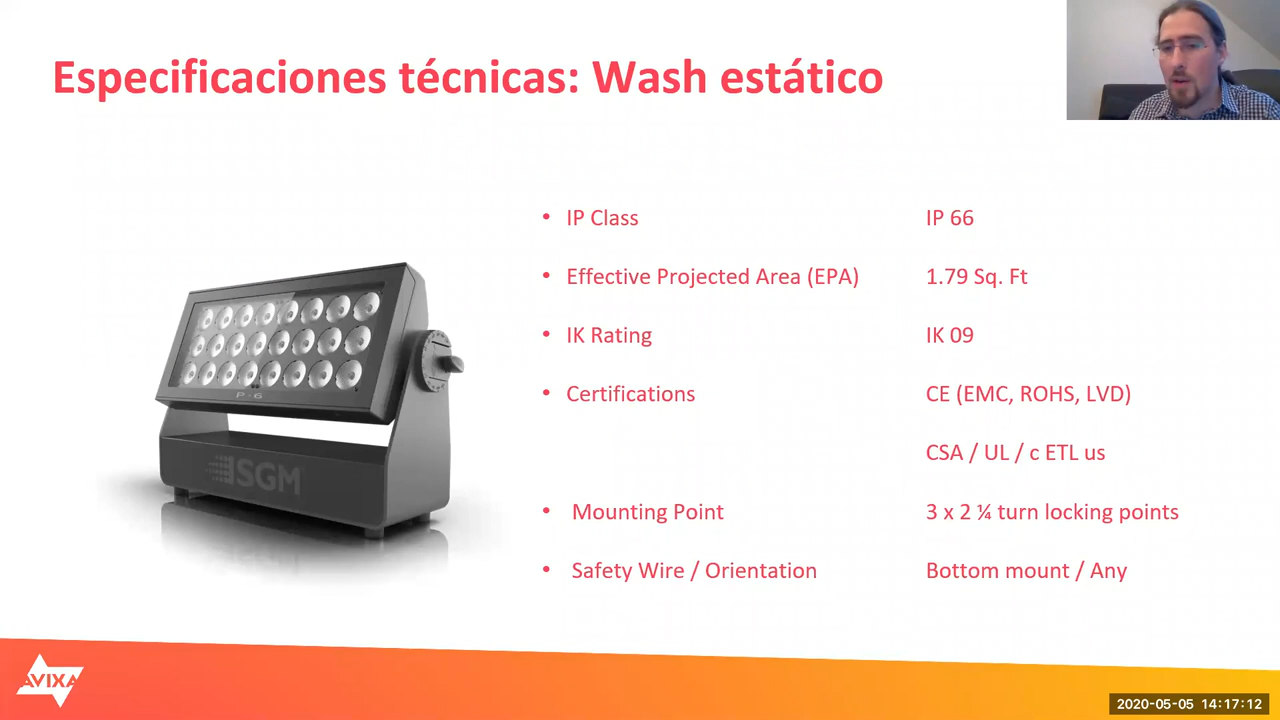 Especificaciones técnicas: Wash estático
• IP Class IP 66
• Effective Projected Area (EPA) 1.79 Sq. Ft
• IK Rating IK 09
• Certifications CE (EMC, ROHS, LVD)
CSA / UL / c ETL us
• Mounting Point 3 x 2 ¼ turn locking points
• Safety Wire / Orientation Bottom mount / Any
P-6
SGM
AVIXA
2020-05-05 14:17:12